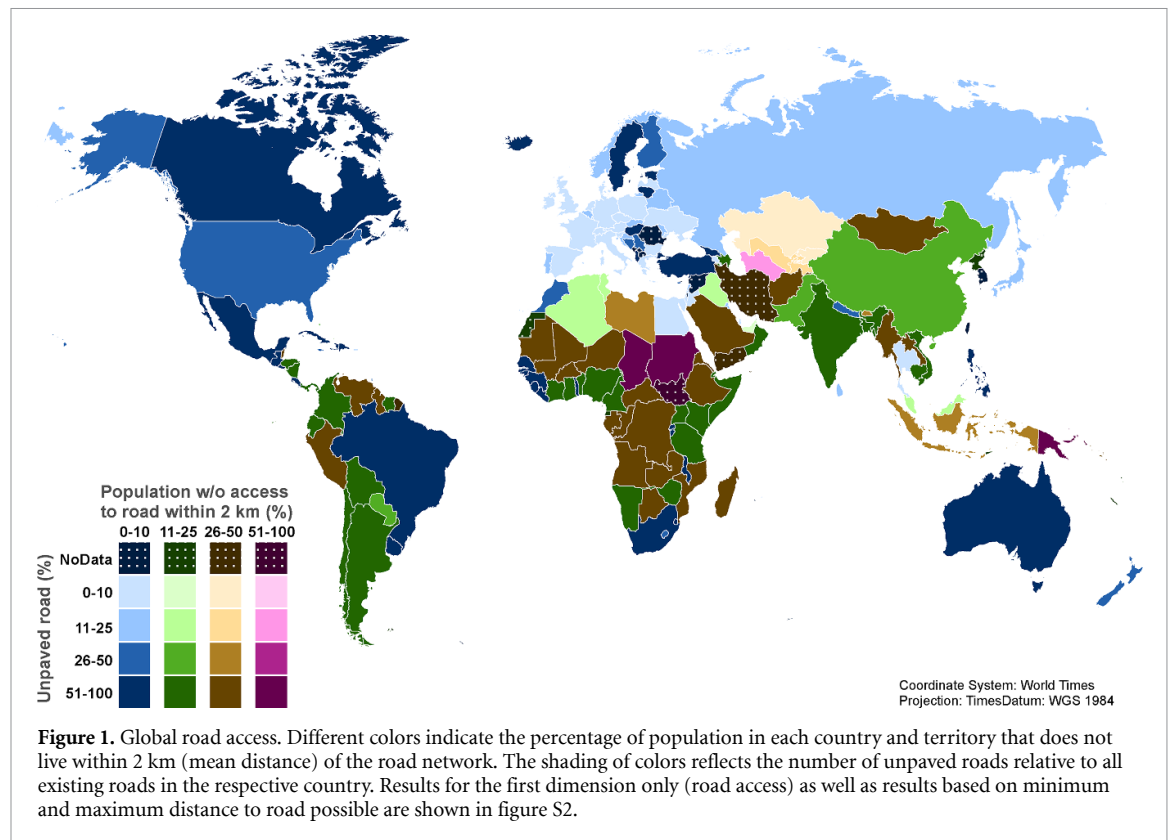 Population w/o access
to road within 2 km (%)
0-10 11-25 26-50 51-100
Unpaved road (%)
NoData
0-10
11-25
26-50
51-100
Coordinate System: World Times
Projection: TimesDatum: WGS 1984
Figure 1. Global road access. Different colors indicate the percentage of population in each country and territory that does not
live within 2 km (mean distance) of the road network. The shading of colors reflects the number of unpaved roads relative to all
existing roads in the respective country. Results for the first dimension only (road access) as well as results based on minimum
and maximum distance to road possible are shown in figure S2.